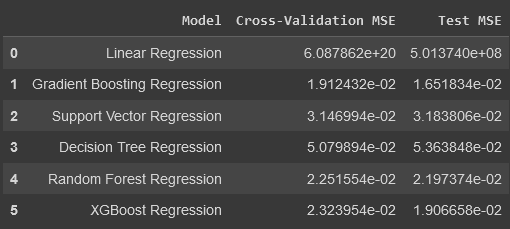 Model Cross-Validation MSE Test MSE
0 Linear Regression 6.087862e+20 5.013740e+08
1 Gradient Boosting Regression 1.912432e-02 1.651834e-02
2 Support Vector Regression 3.146994e-02 3.183806e-02
3 Decision Tree Regression 5.079894e-02 5.363848e-02
4 Random Forest Regression 2.251554e-02 2.197374e-02
5 XGBoost Regression 2.323954e-02 1.906658e-02